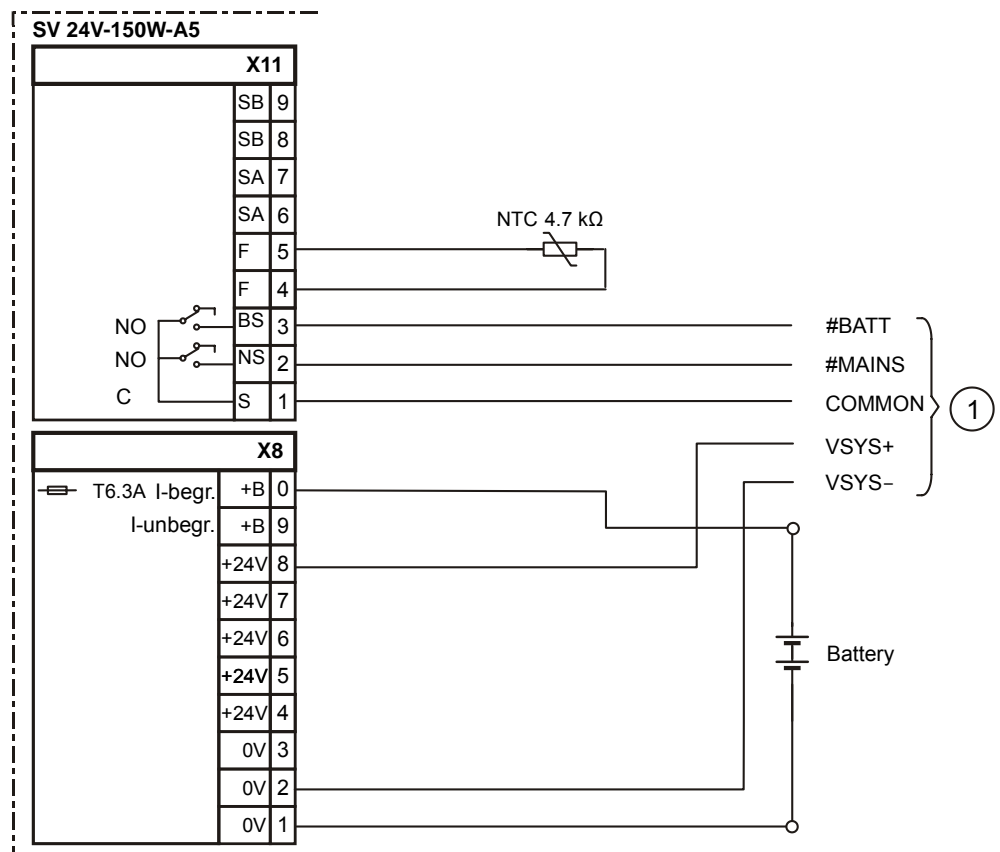 SV 24V-150W-A5
X11
SB 9
SB 8
SA 7
SA 6
NTC 4.7 kΩ
F 5
F 4
NO BS 3 #BATT
NO NS 2 #MAINS
C S 1 COMMON
1
VSYS+
VSYS−
X8
T6.3A I-begr. +B 0
I-unbegr. +B 9
+24V 8
+24V 7
+24V 6
+24V 5
+24V 4
Battery
0V 3
0V 2
0V 1